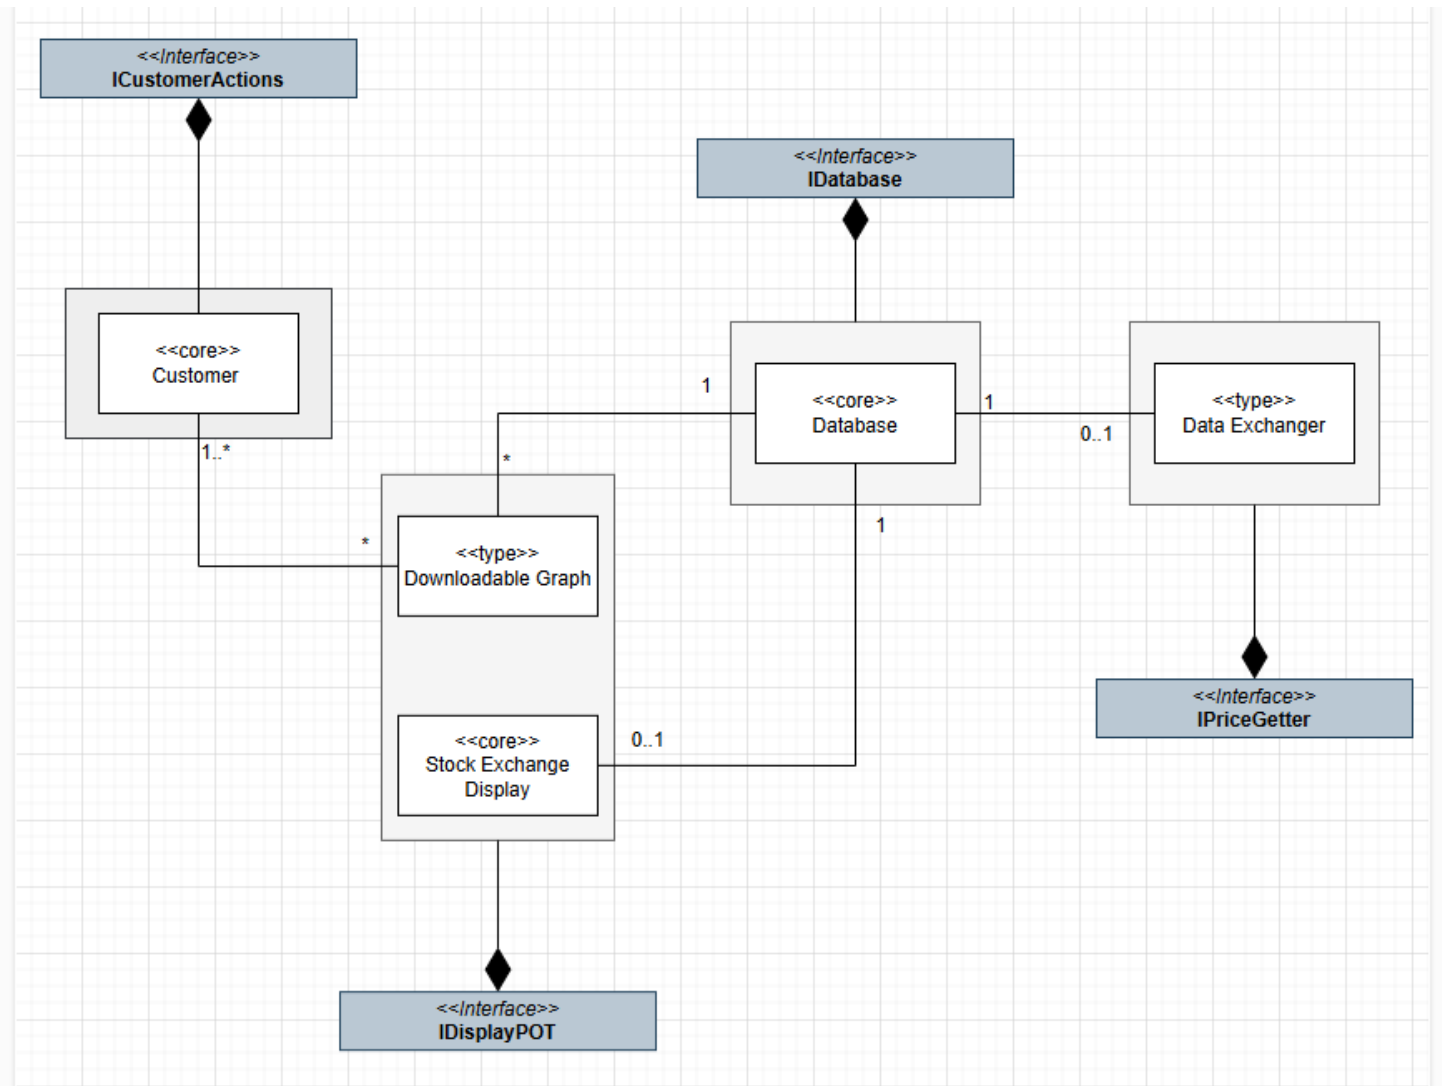 <<Interface>>
ICustomerActions
<<Interface>>
IDatabase
<<core>>
Customer
1..*
*
1
*
<<core>>
Database
1
0..1
1
<<type>>
Data Exchanger
<<type>>
Downloadable Graph
<<core>>
Stock Exchange
Display
0..1
<<Interface>>
IPriceGetter
<<Interface>>
IDisplayPOT